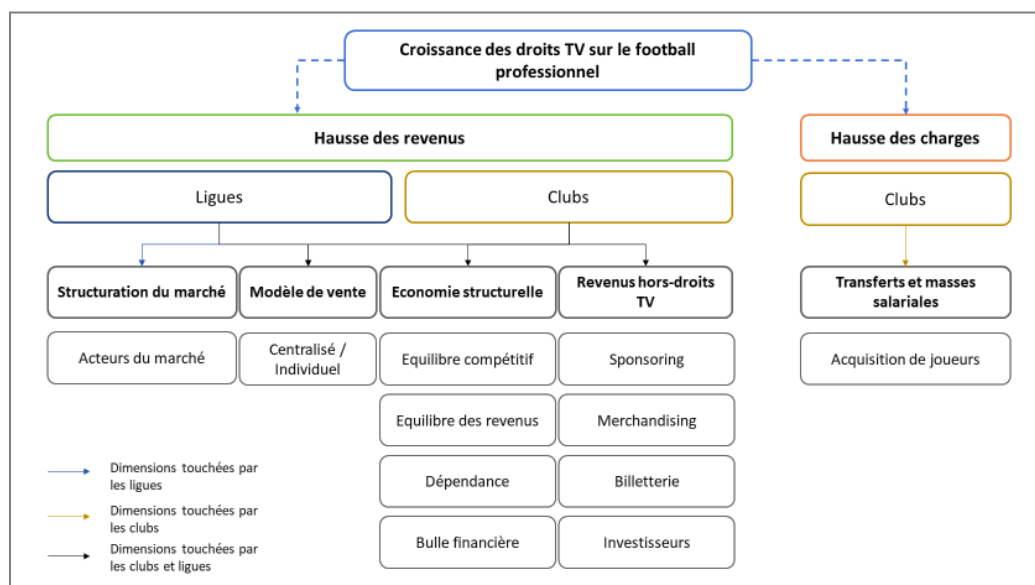 Croissance des droits TV sur le football
professionnel
Hausse des revenus
Hausse des charges
Ligues
Clubs
Clubs
Structuration du marché
Modèle de vente
Economie structurelle
Revenus hors-droits
TV
Transferts et masses
salariales
Acteurs du marché
Centralisé /
Individuel
Equilibre compétitif
Sponsoring
Acquisition de joueurs
Equilibre des revenus
Merchandising
Dépendance
Billetterie
Bulle financière
Investisseurs
Dimensions touchées par
les ligues
Dimensions touchées par
les clubs
Dimensions touchées par
les clubs et ligues